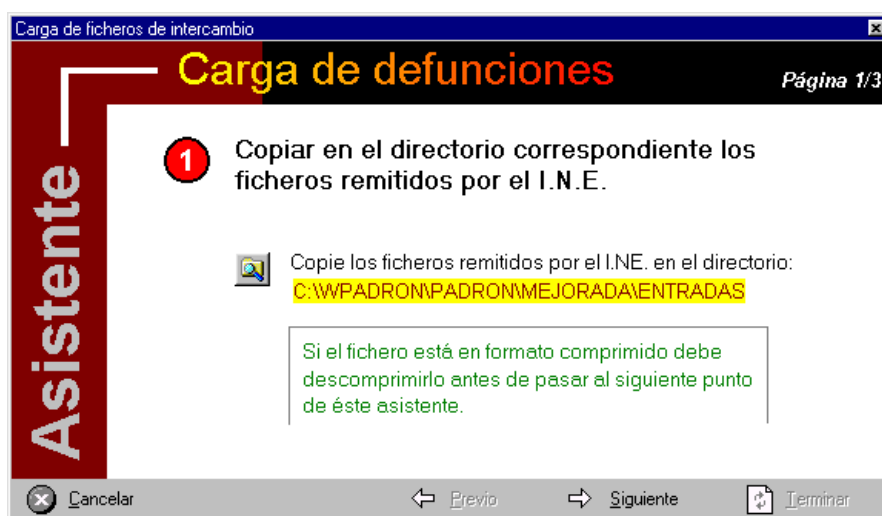 Carga de ficheros de intercambio
Carga de defunciones
Página 1/3
Asistente
1
Copiar en el directorio correspondiente los
ficheros remitidos por el I.N.E.
Copie los ficheros remitidos por el I.NE. en el directorio:
C:\WPADRON\PADRON\MEJORADA\ENTRADAS
Si el fichero está en formato comprimido debe
descomprimirlo antes de pasar al siguiente punto
de éste asistente.
Cancelar
Previo
Siguiente
Terminar